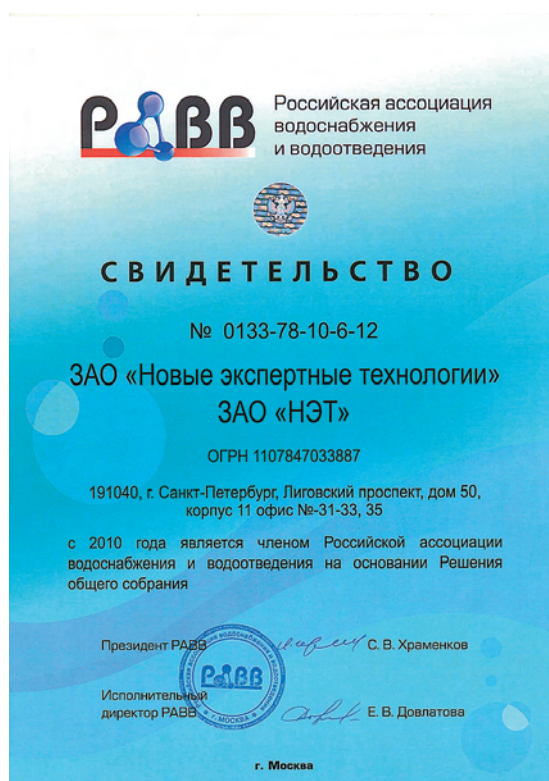 РАВВ
Российская ассоциация
водоснабжения
и водоотведения
СВИДЕТЕЛЬСТВО
№ 0133-78-10-6-12
ЗАО «Новые экспертные технологии»
ЗАО «НЭТ»
ОГРН 1107847033887
191040, г. Санкт-Петербург, Лиговский проспект, дом 50,
корпус 11 офис №-31-33, 35
с 2010 года является членом Российской ассоциации
водоснабжения и водоотведения на основании Решения
общего собрания
Президент РАВВ
С. В. Храменков
РАВВ
г. МОСКВА
Исполнительный
директор РАВВ
Е. В. Довлатова
г. Москва